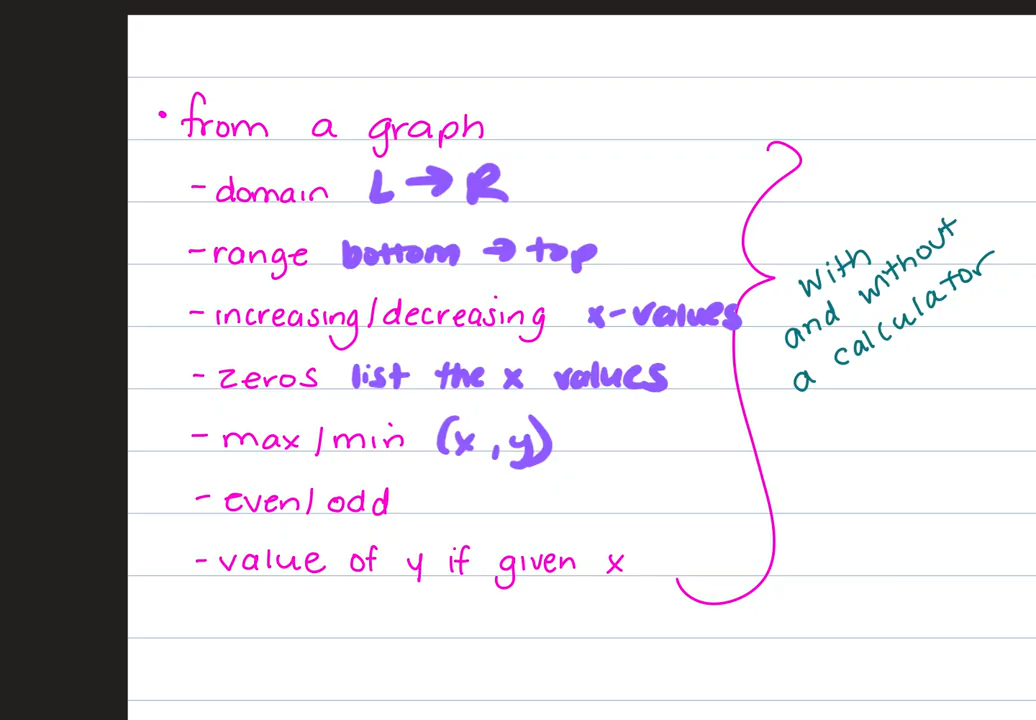 • from a graph
- domain L → R
- range bottom → top
- increasing/decreasing x-values
- zeros list the x values
- max/min (x, y)
- even/odd
- value of y if given x
with
and without
a calculator